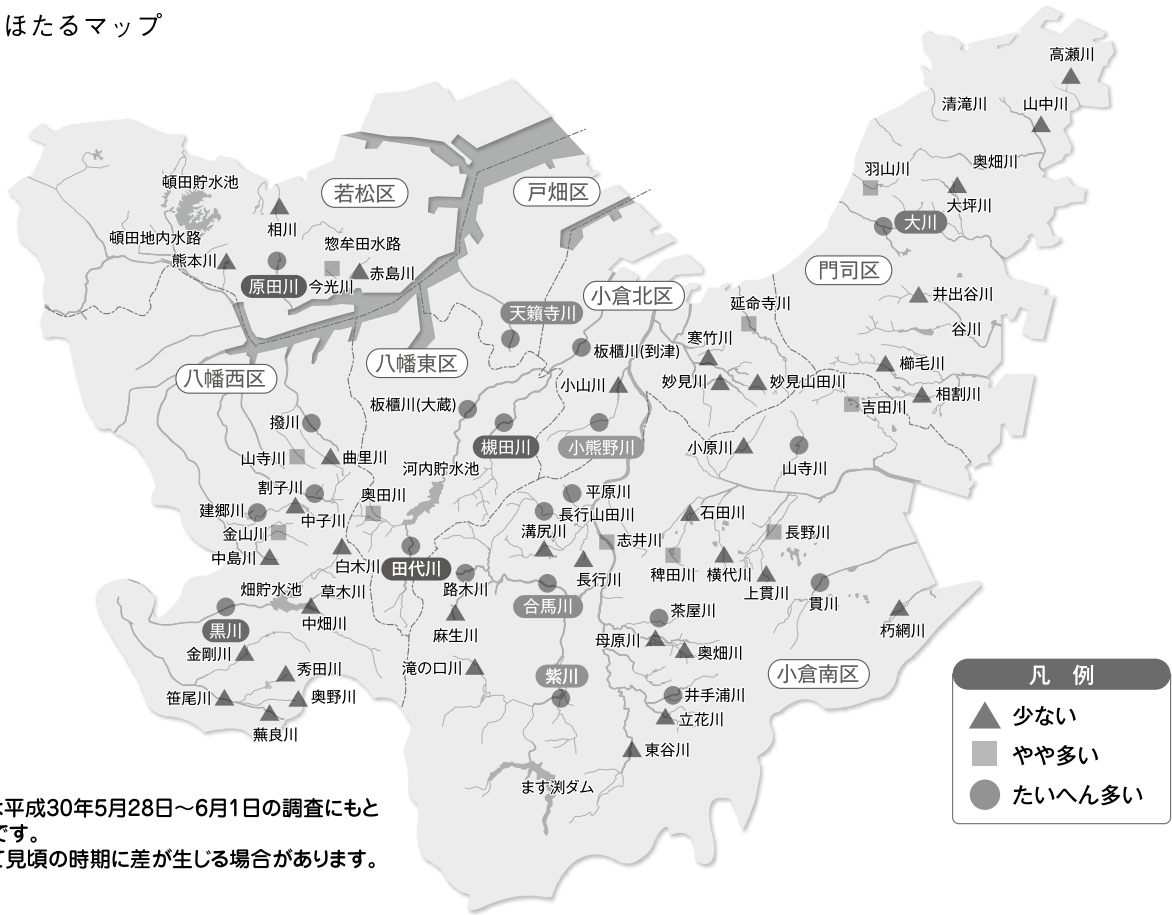 ほたるマップ
高瀬川
清滝川
山中川
羽山川
奥畑川
大坪川
大川
門司区
井出谷川
谷川
櫛毛川
相割川
吉田川
若松区
戸畑区
頓田貯水池
相川
頓田地内水路
惣牟田水路
熊本川
原田川
今光川
赤島川
小倉北区
延命寺川
天籟寺川
寒竹川
板櫃川(到津)
八幡東区
八幡西区
小山川
妙見川
妙見山田川
板櫃川(大蔵)
撥川
槻田川
小熊野川
小原川
山寺川
山寺川
曲里川
河内貯水池
割子川
奥田川
平原川
建郷川
中子川
長行山田川
石田川
金山川
溝尻川
志井川
長野川
中島川
白木川
田代川
長行川
稗田川
横代川
上貫川
貫川
路木川
畑貯水池
草木川
合馬川
茶屋川
中畑川
黒川
麻生川
母原川
朽網川
金剛川
滝の口川
奥畑川
秀田川
紫川
小倉南区
笹尾川
奥野川
井手浦川
蕪良川
立花川
東谷川
ます渕ダム
凡 例
少ない
やや多い
たいへん多い
平成30年5月28日〜6月1日の調査にもと
です。
て見頃の時期に差が生じる場合があります。